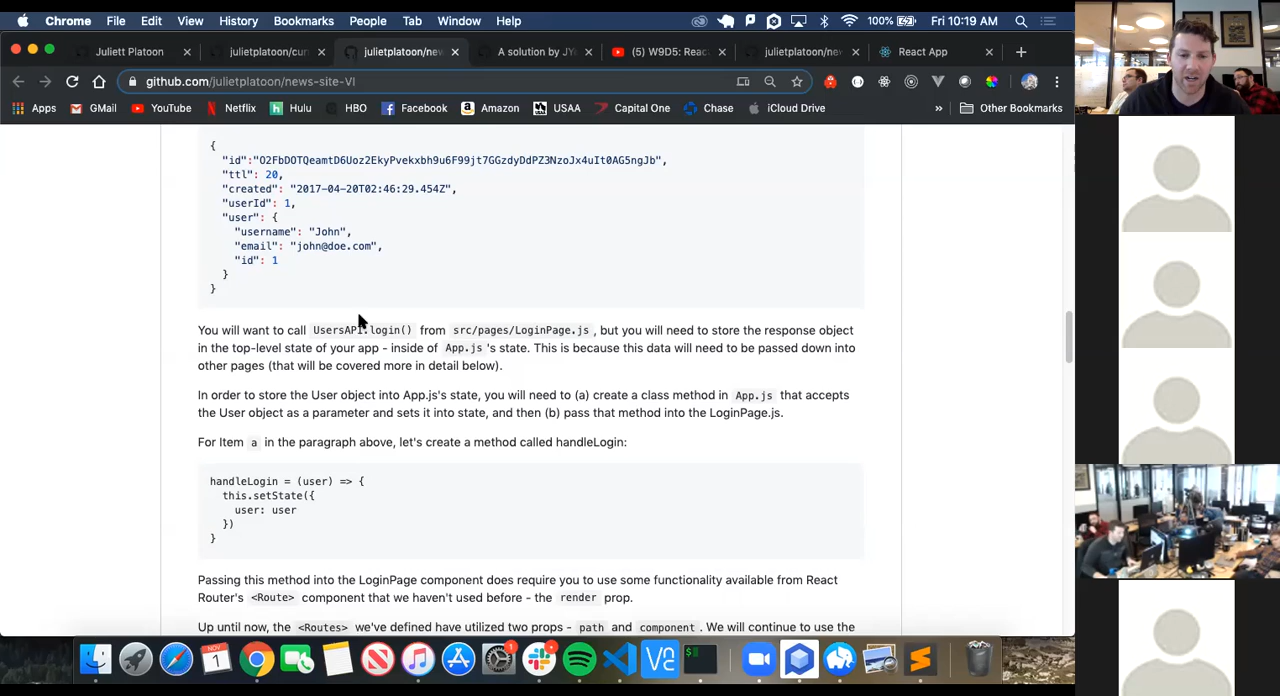 Chrome File Edit View History Bookmarks People Tab Window Help 100% Fri 10:19 AM
Juliett Platoon julietplatoon/cur julietplatoon/new A solution by JY (5) W9D5: Reac julietplatoon/new React App
github.com/julietplatoon/news-site-VI
Apps GMail YouTube Netflix Hulu HBO Facebook Amazon USAA Capital One Chase iCloud Drive » Other Bookmarks
{
"id":"O2FbDOTQeamtD6Uoz2EkyPvekxbh9u6F99jt7GGzdyDdPZ3NzoJx4uIt0AG5ngJb",
"ttl": 20,
"created": "2017-04-20T02:46:29.454Z",
"userId": 1,
"user": {
"username": "John",
"email": "john@doe.com",
"id": 1
}
}
You will want to call UsersAPI.login() from src/pages/LoginPage.js, but you will need to store the response object
in the top-level state of your app - inside of App.js's state. This is because this data will need to be passed down into
other pages (that will be covered more in detail below).
In order to store the User object into App.js's state, you will need to (a) create a class method in App.js that accepts
the User object as a parameter and sets it into state, and then (b) pass that method into the LoginPage.js.
For Item a in the paragraph above, let's create a method called handleLogin:
handleLogin = (user) => {
this.setState({
user: user
})
}
Passing this method into the LoginPage component does require you to use some functionality available from React
Router's <Route> component that we haven't used before - the render prop.
Up until now, the <Routes> we've defined have utilized two props - path and component. We will continue to use the
NOV
1
1